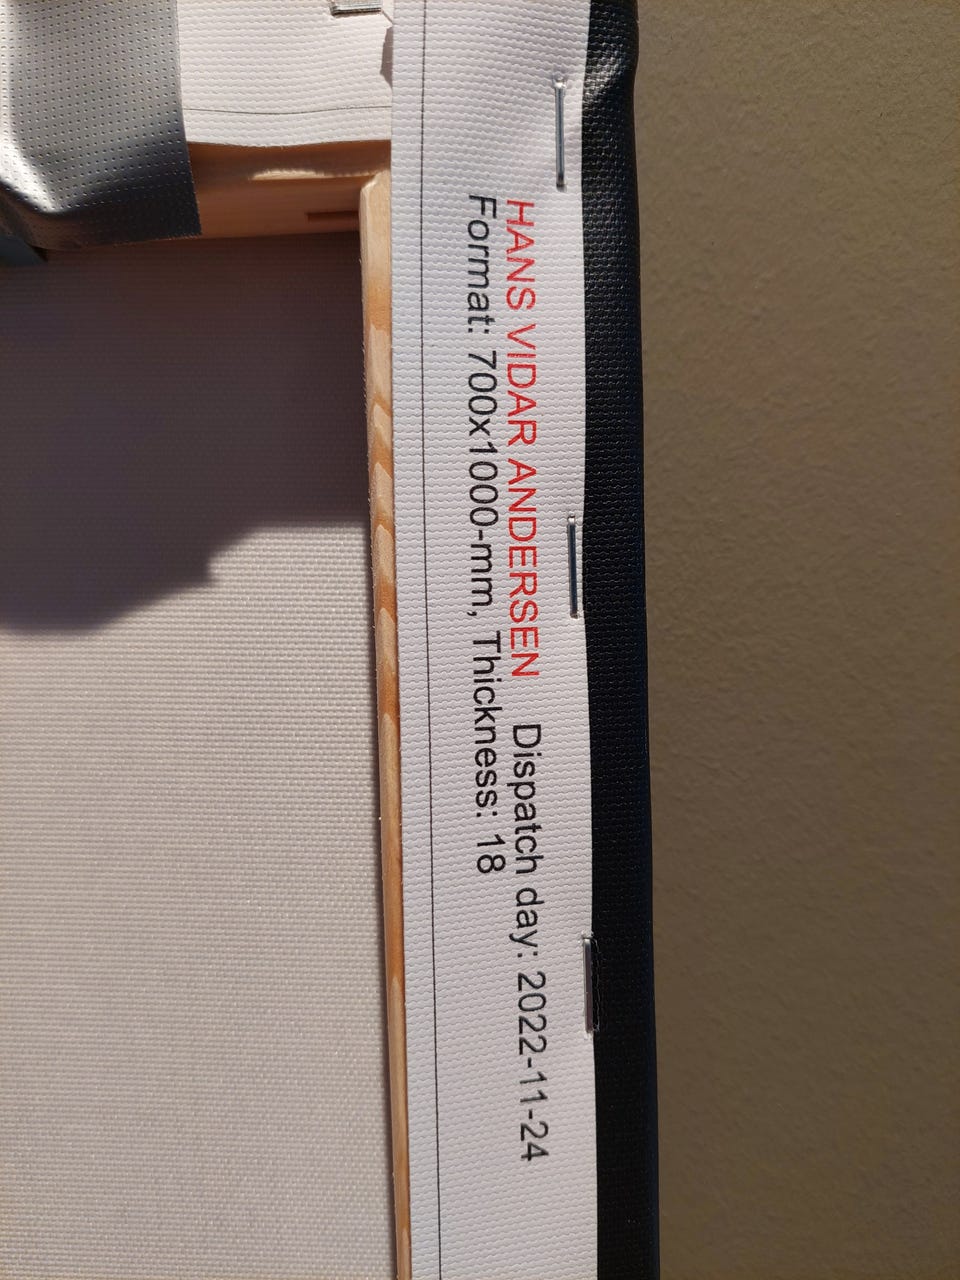 HANS VIDAR ANDERSEN Dispatch day: 2022-11-24
Format: 700x1000-mm, Thickness: 18